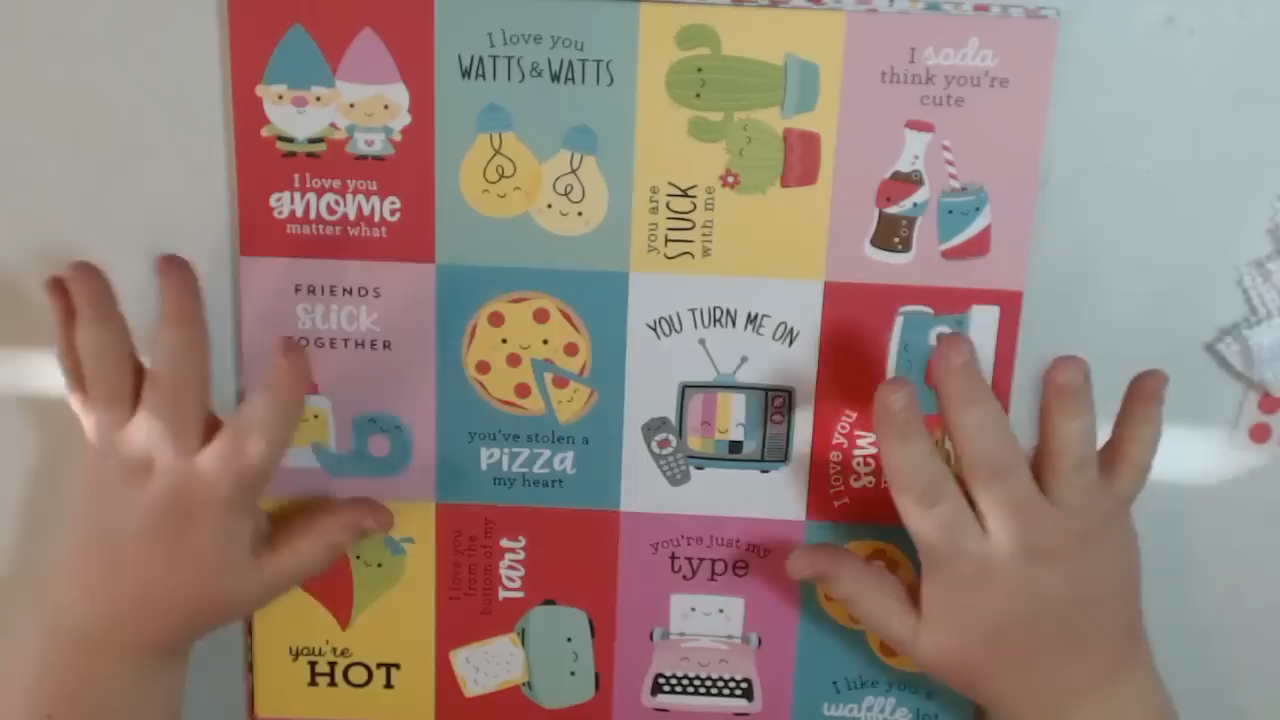 I love you
gnome
matter what
I love you
WATTS & WATTS
you are
STUCK
with me
I soda
think you're
cute
FRIENDS
stick
TOGETHER
you've stolen a
PIZZA
my heart
YOU TURN ME ON
I love you
sew
you're
HOT
I love you
from the
bottom of my
TART
you're just my
type
I like you a
waffle lot